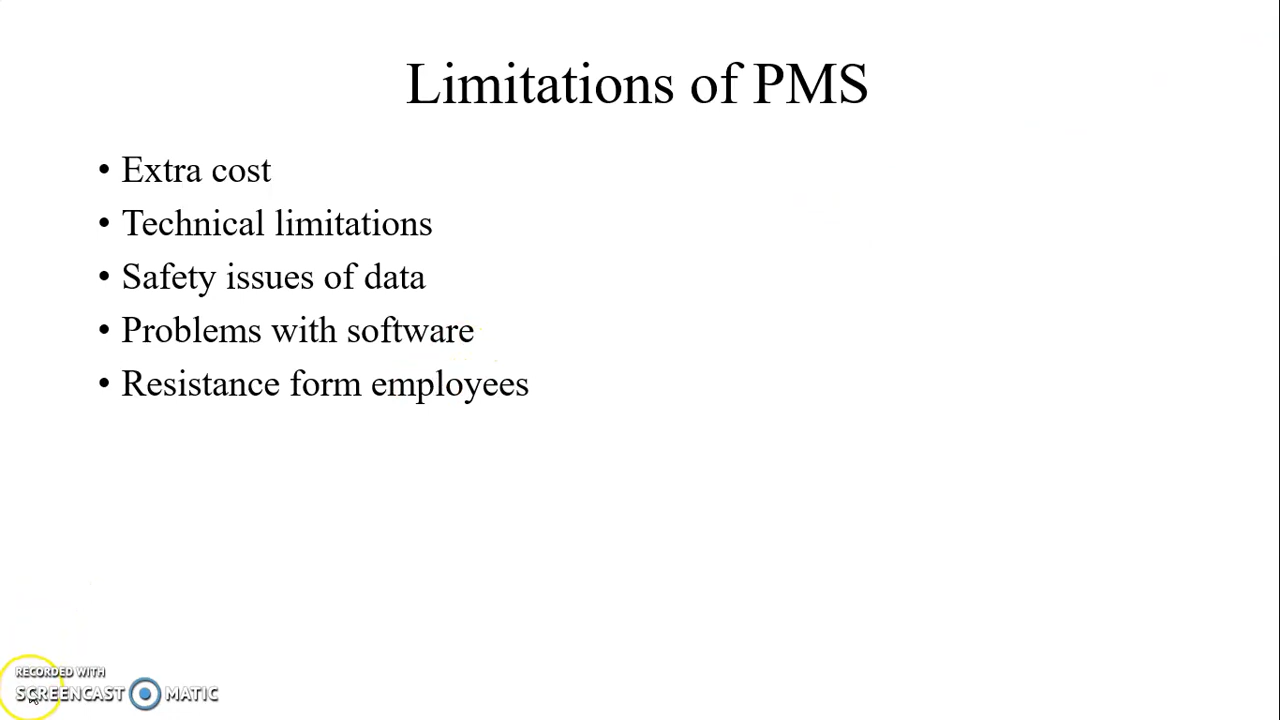 Limitations of PMS
• Extra cost
• Technical limitations
• Safety issues of data
• Problems with software
• Resistance form employees
RECORDED WITH
SCREENCAST MATIC